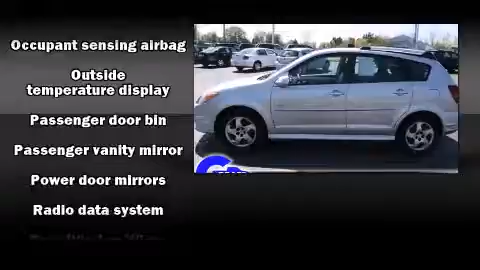 Occupant sensing airbag
Outside
temperature display
Passenger door bin
Passenger vanity mirror
Power door mirrors
Radio data system